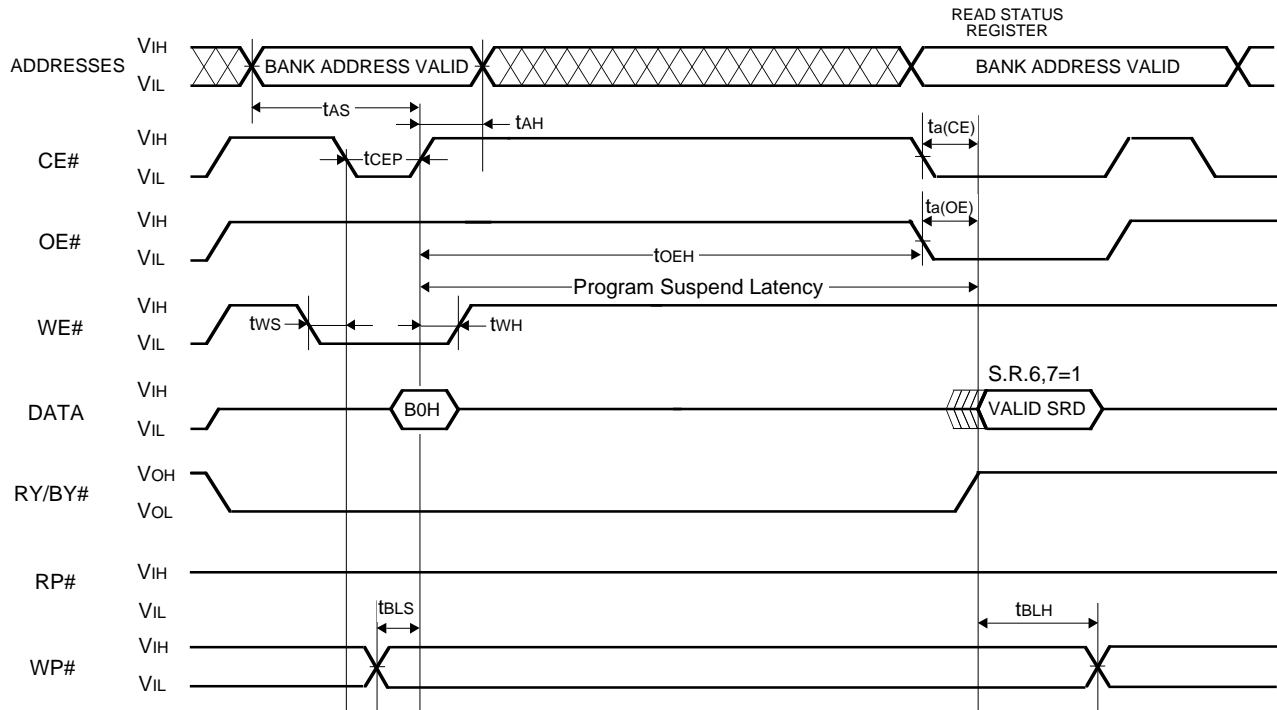 READ STATUS
REGISTER
ADDRESSES
VIH
VIL
BANK ADDRESS VALID
BANK ADDRESS VALID
tAS
tAH
CE#
VIH
VIL
tCEP
ta(CE)
OE#
VIH
VIL
ta(OE)
tOEH
Program Suspend Latency
WE#
VIH
VIL
tWS
tWH
DATA
VIH
VIL
B0H
S.R.6,7=1
VALID SRD
RY/BY#
VOH
VOL
RP#
VIH
VIL
tBLS
tBLH
WP#
VIH
VIL